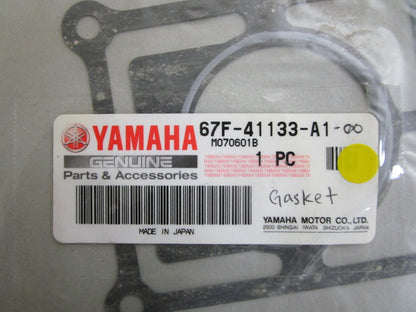 YAMAHA 67F-41133-A1-00
M070601B
GENUINE
Parts & Accessories
1 PC
Gasket
MADE IN JAPAN
YAMAHA MOTOR CO., LTD.
2500 SHINGAI IWATA SHIZUOKA JAPAN